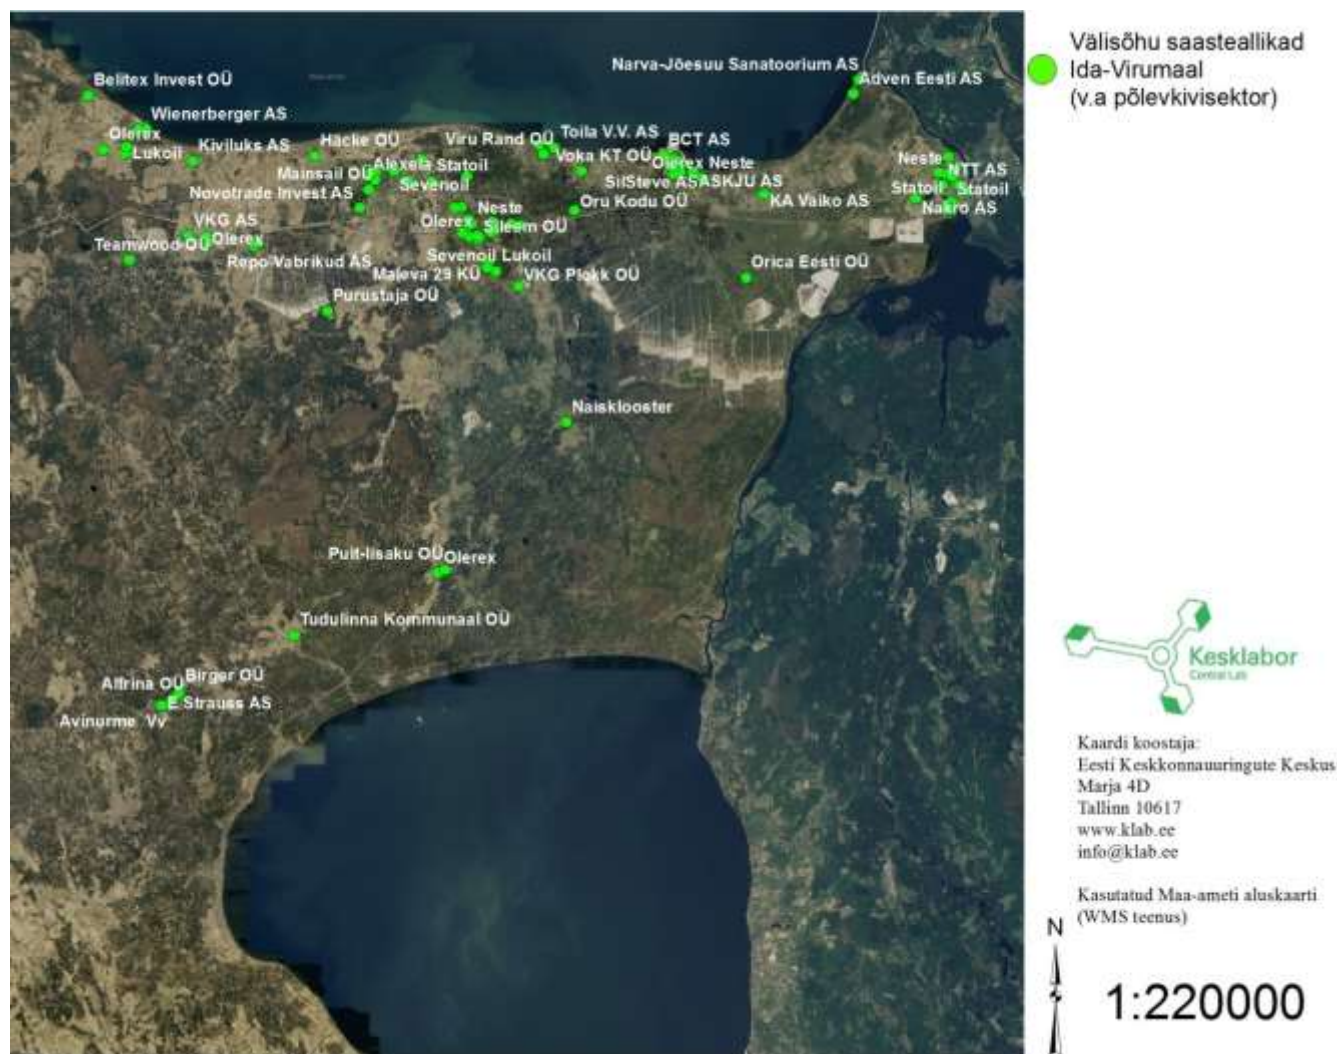 Välisõhu saasteallikad
Ida-Virumaal
(v.a põlevkivisektor)
Narva-Jõesuu Sanatoorium AS
Adven Eesti AS
Belitex Invest OÜ
Wienerberger AS
Olerex
Lukoil
Kiviluks AS
Häcke OÜ
Viru Rand OÜ
Toila V.V. AS
BCT AS
Voka KT OÜ
Olerex Neste
Neste
NTT AS
Mainsail OÜ
Alexela Statoil
Sevenoil
SilSteve AS
ASKJU AS
Statoil
Statoil
Novotrade Invest AS
KA Vaiko AS
Nakro AS
Oru Kodu OÜ
Neste
VKG AS
Olerex
Olerex
Sileem OÜ
Teamwood OÜ
Repo Vabrikud AS
Sevenoil Lukoil
Maleva 29 KÜ
VKG Plokk OÜ
Orica Eesti OÜ
Purustaja OÜ
Naisklooster
Puit-Iisaku OÜ
Olerex
Tudulinna Kommunaal OÜ
Birger OÜ
Alfrina OÜ
E Strauss AS
Avinurme Vv
Kesklabor
Central Lab
Kaardi koostaja:
Eesti Keskkonnauuringute Keskus
Marja 4D
Tallinn 10617
www.klab.ee
info@klab.ee
Kasutatud Maa-ameti aluskaarti
(WMS teenus)
N
S
1:220000